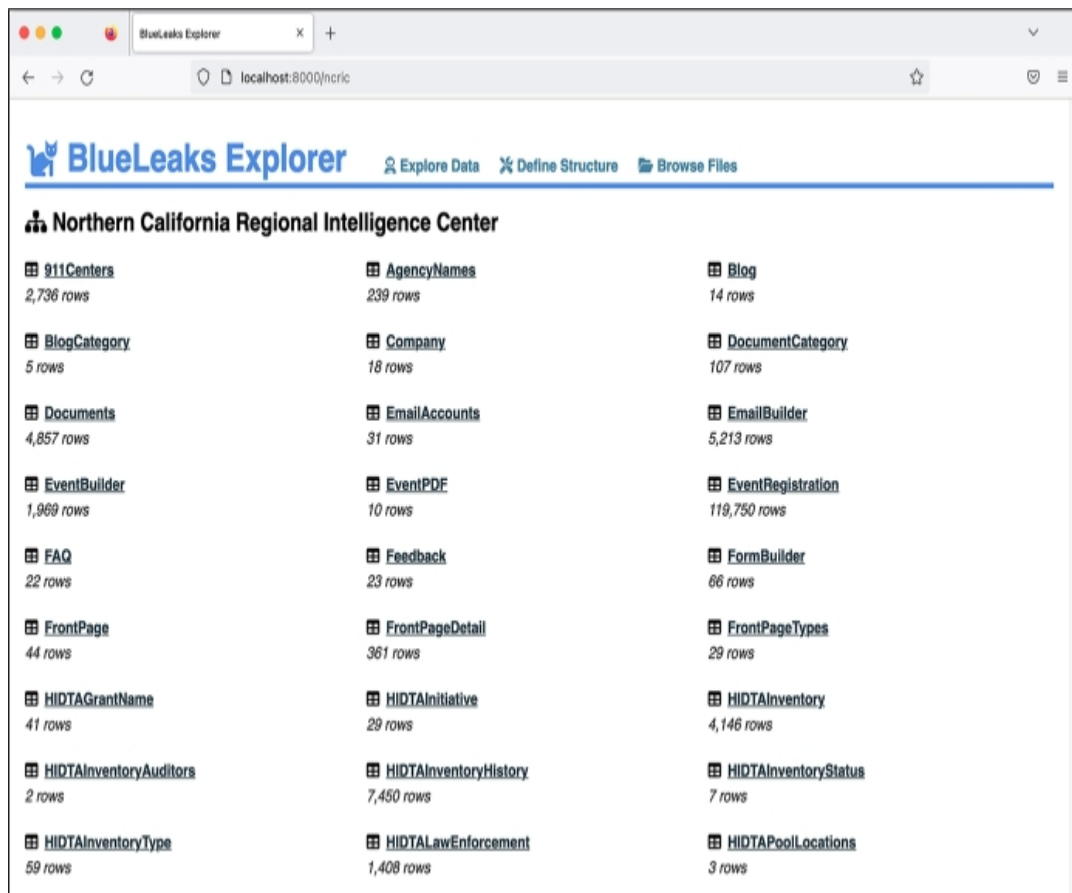 BlueLeaks Explorer
localhost:8000/ncric
BlueLeaks Explorer Explore Data Define Structure Browse Files
Northern California Regional Intelligence Center
911Centers AgencyNames Blog
2,736 rows 239 rows 14 rows
BlogCategory Company DocumentCategory
5 rows 18 rows 107 rows
Documents EmailAccounts EmailBuilder
4,857 rows 31 rows 5,213 rows
EventBuilder EventPDF EventRegistration
1,969 rows 10 rows 119,750 rows
FAQ Feedback FormBuilder
22 rows 23 rows 66 rows
FrontPage FrontPageDetail FrontPageTypes
44 rows 361 rows 29 rows
HIDTAGrantName HIDTAInitiative HIDTAInventory
41 rows 29 rows 4,146 rows
HIDTAInventoryAuditors HIDTAInventoryHistory HIDTAInventoryStatus
2 rows 7,450 rows 7 rows
HIDTAInventoryType HIDTALawEnforcement HIDTAPoolLocations
59 rows 1,408 rows 3 rows